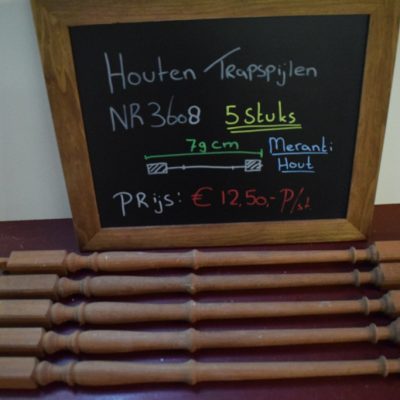 Houten Trapspijlen
NR 3608 5 stuks
79 cm Meranti
Hout
PRijs: € 12,50,- P/st